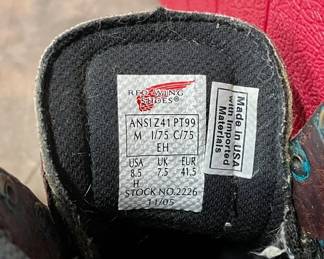 RED WING
SHOES®
ANSI Z41 PT99
M I/75 C/75
EH
USA UK EUR
8.5 7.5 41.5
H
STOCK NO.2226
11/05
Made in USA
with Imported
Materials